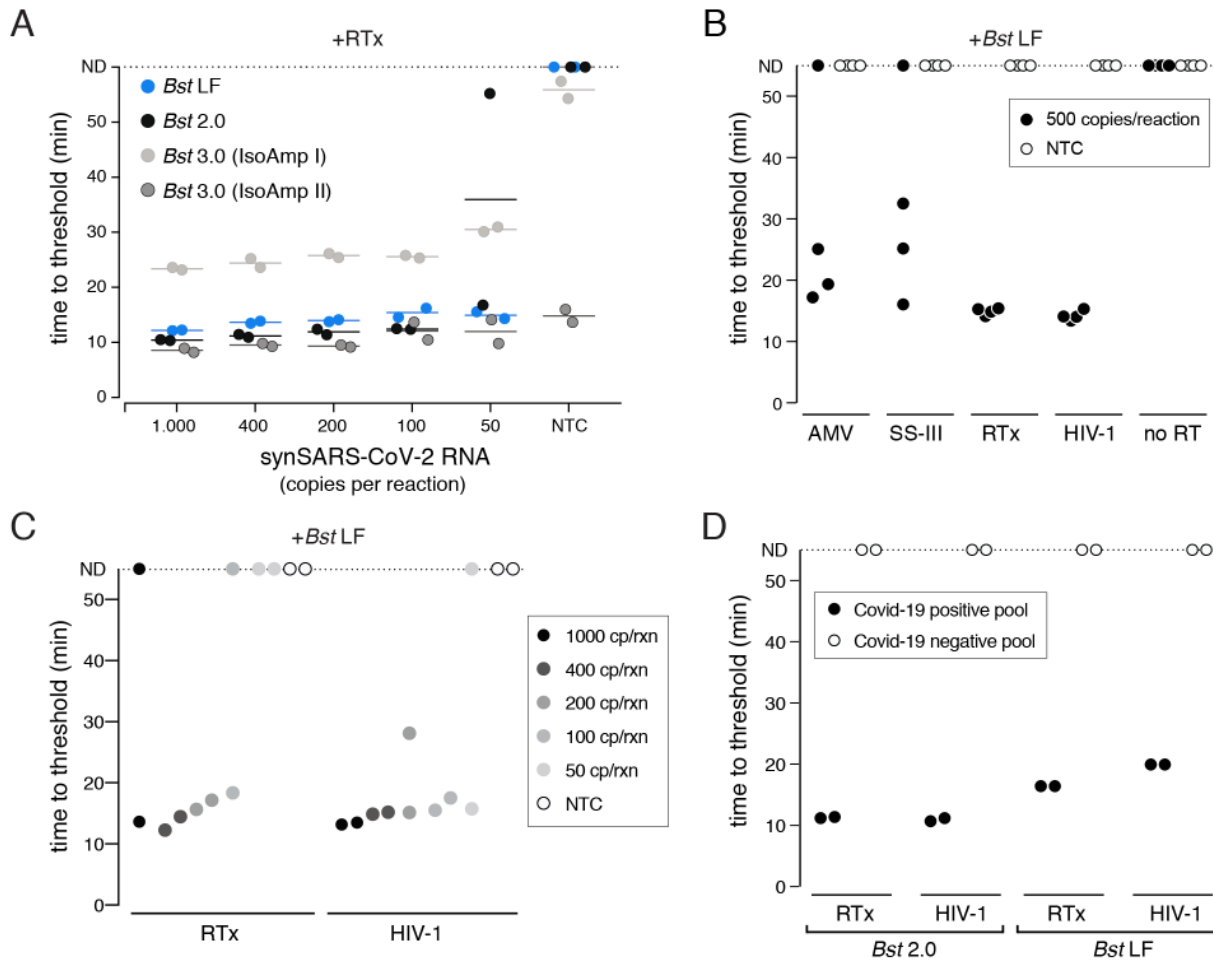 A
+RTx
ND
50
40
30
20
10
0
time to threshold (min)
Bst LF
Bst 2.0
Bst 3.0 (IsoAmp I)
Bst 3.0 (IsoAmp II)
1.000 400 200 100 50 NTC
synSARS-CoV-2 RNA
(copies per reaction)
B
+Bst LF
ND
50
40
30
20
10
0
time to threshold (min)
500 copies/reaction
NTC
AMV SS-III RTx HIV-1 no RT
C
+Bst LF
ND
50
40
30
20
10
0
time to threshold (min)
1000 cp/rxn
400 cp/rxn
200 cp/rxn
100 cp/rxn
50 cp/rxn
NTC
RTx HIV-1
D
ND
50
40
30
20
10
0
time to threshold (min)
Covid-19 positive pool
Covid-19 negative pool
RTx HIV-1 RTx HIV-1
Bst 2.0 Bst LF